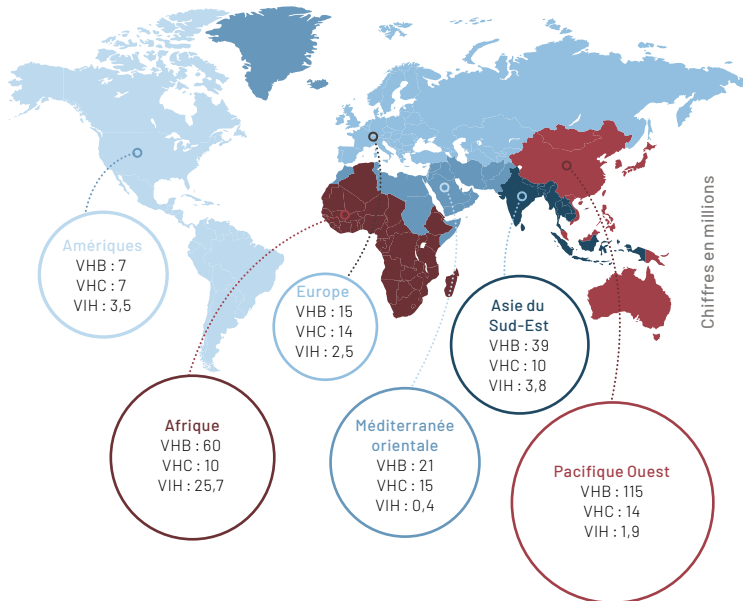 Chiffres en millions
Amériques
VHB : 7
VHC : 7
VIH : 3,5
Europe
VHB : 15
VHC : 14
VIH : 2,5
Asie du
Sud-Est
VHB : 39
VHC : 10
VIH : 3,8
Afrique
VHB : 60
VHC : 10
VIH : 25,7
Méditerranée
orientale
VHB : 21
VHC : 15
VIH : 0,4
Pacifique Ouest
VHB : 115
VHC : 14
VIH : 1,9